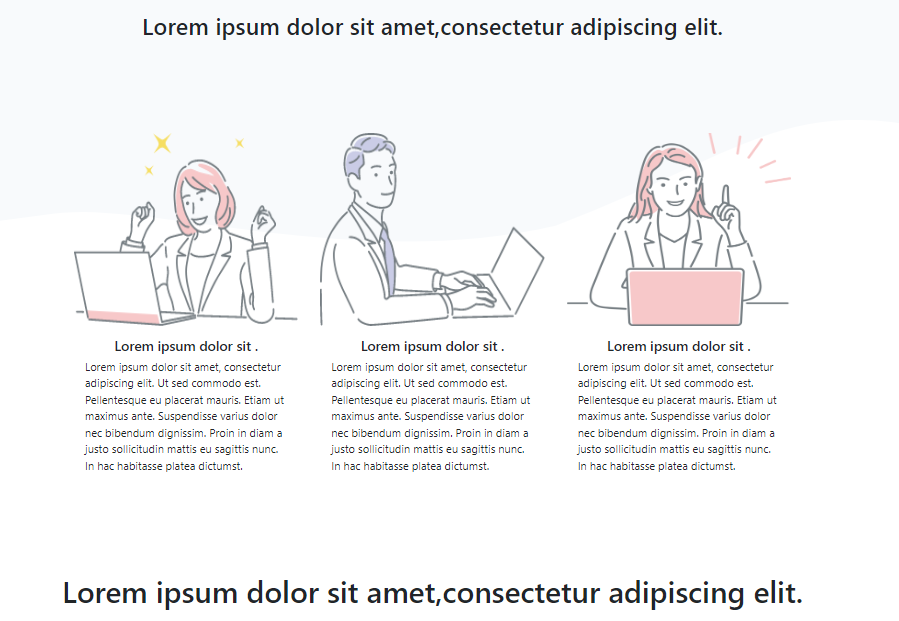 Lorem ipsum dolor sit amet,consectetur adipiscing elit.
Lorem ipsum dolor sit .
Lorem ipsum dolor sit amet, consectetur
adipiscing elit. Ut sed commodo est.
Pellentesque eu placerat mauris. Etiam ut
maximus ante. Suspendisse varius dolor
nec bibendum dignissim. Proin in diam a
justo sollicitudin mattis eu sagittis nunc.
In hac habitasse platea dictumst.
Lorem ipsum dolor sit .
Lorem ipsum dolor sit amet, consectetur
adipiscing elit. Ut sed commodo est.
Pellentesque eu placerat mauris. Etiam ut
maximus ante. Suspendisse varius dolor
nec bibendum dignissim. Proin in diam a
justo sollicitudin mattis eu sagittis nunc.
In hac habitasse platea dictumst.
Lorem ipsum dolor sit .
Lorem ipsum dolor sit amet, consectetur
adipiscing elit. Ut sed commodo est.
Pellentesque eu placerat mauris. Etiam ut
maximus ante. Suspendisse varius dolor
nec bibendum dignissim. Proin in diam a
justo sollicitudin mattis eu sagittis nunc.
In hac habitasse platea dictumst.
Lorem ipsum dolor sit amet,consectetur adipiscing elit.